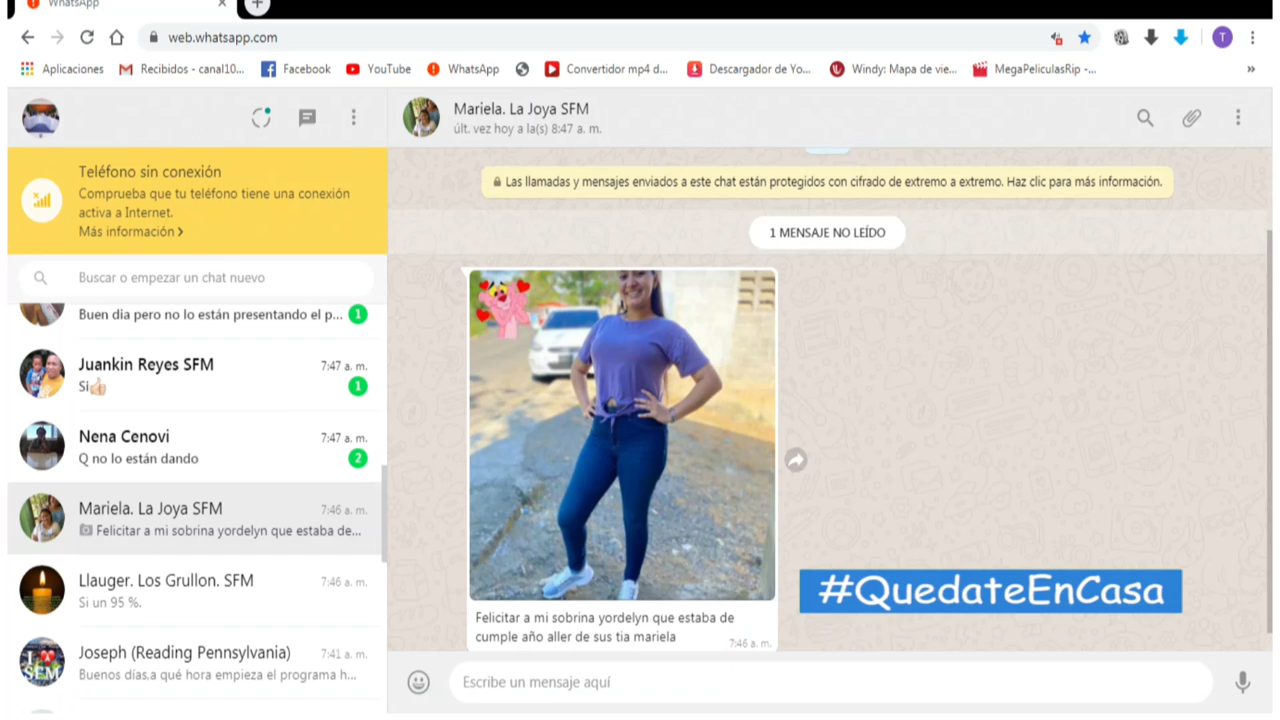 WhatsApp
web.whatsapp.com
T
Aplicaciones
Recibidos - canal10...
Facebook
YouTube
WhatsApp
Convertidor mp4 d...
Descargador de Yo...
Windy: Mapa de vie...
MegaPeliculasRip -...
»
Teléfono sin conexión
Comprueba que tu teléfono tiene una conexión
activa a Internet.
Más información
Buscar o empezar un chat nuevo
Buen dia pero no lo están presentando el p...
1
Juankin Reyes SFM
7:47 a. m.
Si👍🏻
1
Nena Cenovi
7:47 a. m.
Q no lo están dando
2
Mariela. La Joya SFM
7:46 a. m.
Felicitar a mi sobrina yordelyn que estaba de...
Llauger. Los Grullon. SFM
7:46 a. m.
Si un 95 %.
I ♥
SFM
Joseph (Reading Pennsylvania)
7:41 a. m.
Buenos días,a qué hora empieza el programa h...
Mariela. La Joya SFM
últ. vez hoy a la(s) 8:47 a. m.
Las llamadas y mensajes enviados a este chat están protegidos con cifrado de extremo a extremo. Haz clic para más información.
1 MENSAJE NO LEÍDO
Felicitar a mi sobrina yordelyn que estaba de
cumple año aller de sus tia mariela
7:46 a. m.
#QuedateEnCasa
Escribe un mensaje aquí